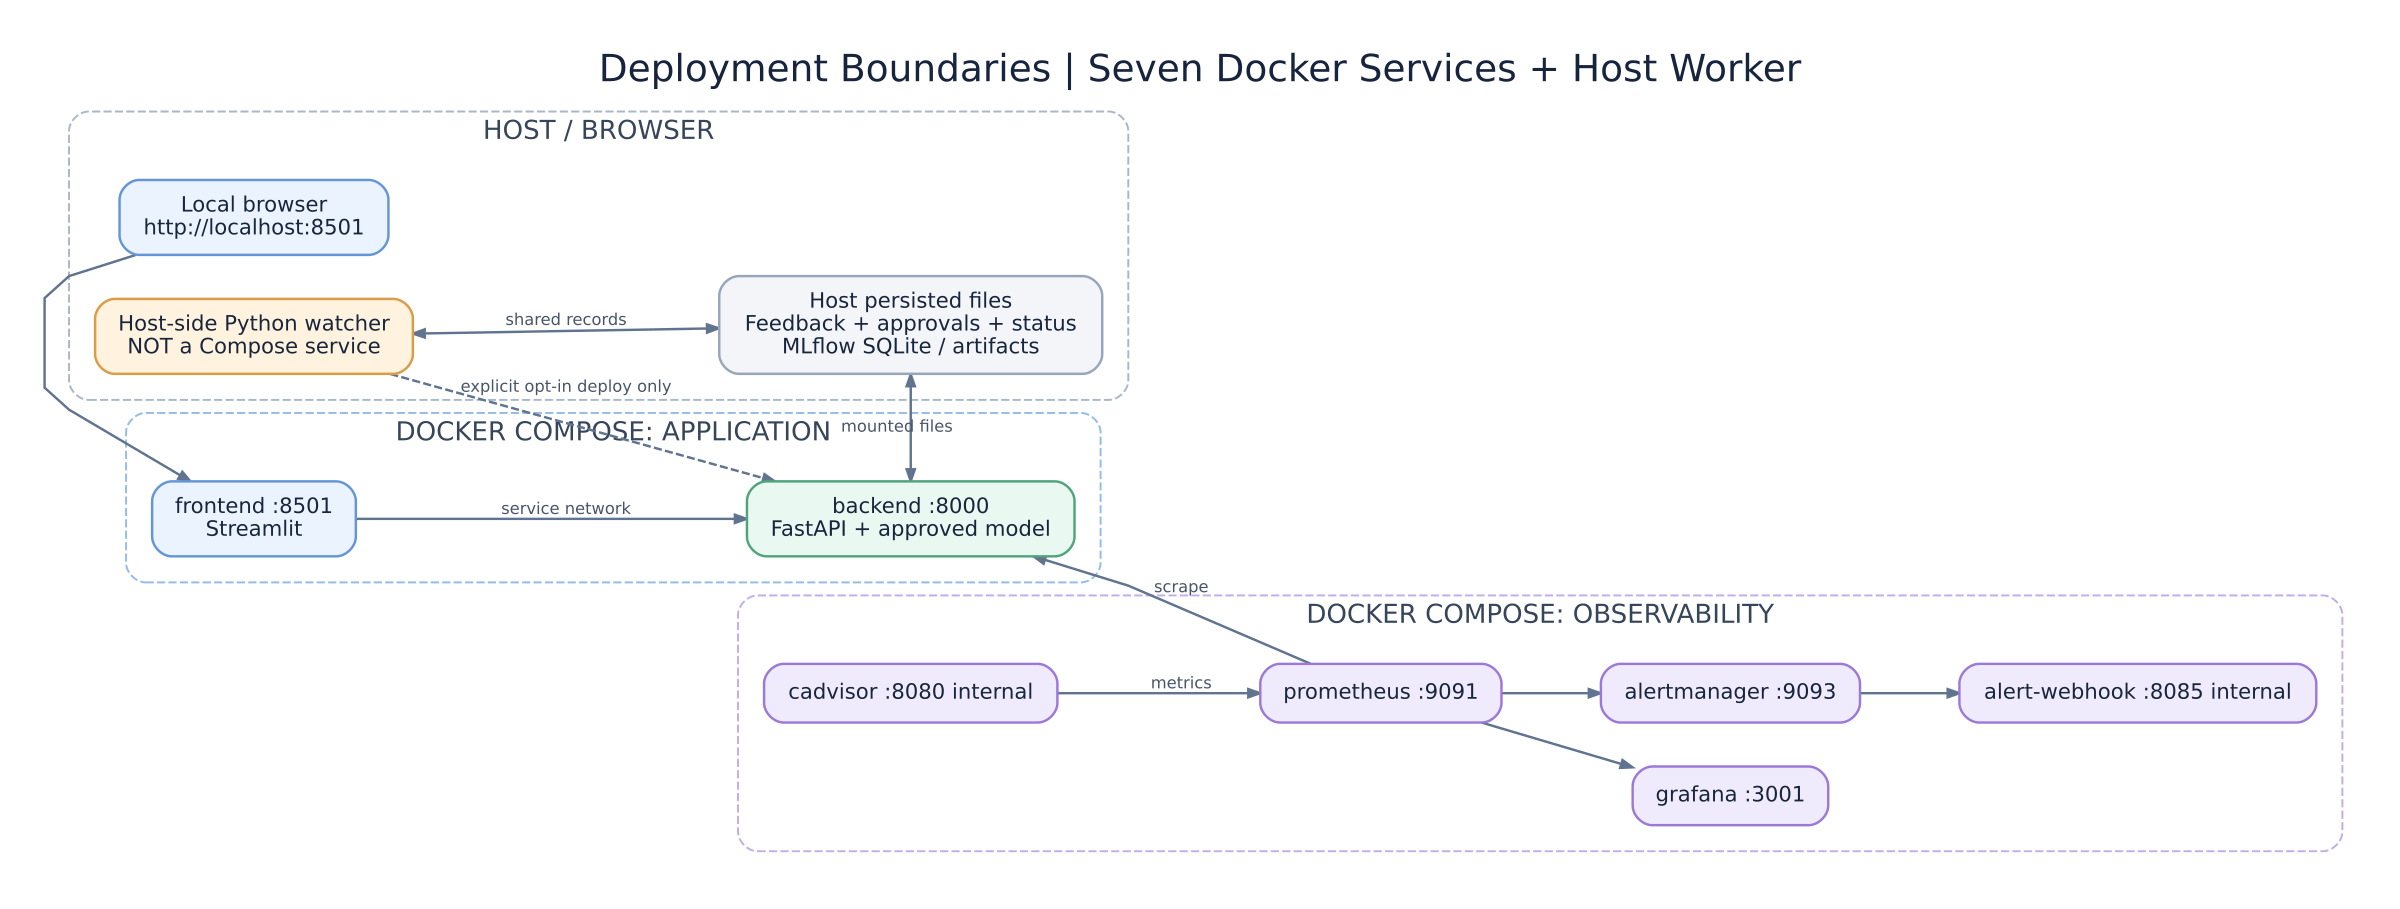 Deployment Boundaries | Seven Docker Services + Host Worker
HOST / BROWSER
Local browser
http://localhost:8501
Host-side Python watcher
NOT a Compose service
shared records
Host persisted files
Feedback + approvals + status
MLflow SQLite / artifacts
explicit opt-in deploy only
mounted files
DOCKER COMPOSE: APPLICATION
frontend :8501
Streamlit
service network
backend :8000
FastAPI + approved model
scrape
DOCKER COMPOSE: OBSERVABILITY
cadvisor :8080 internal
metrics
prometheus :9091
alertmanager :9093
alert-webhook :8085 internal
grafana :3001